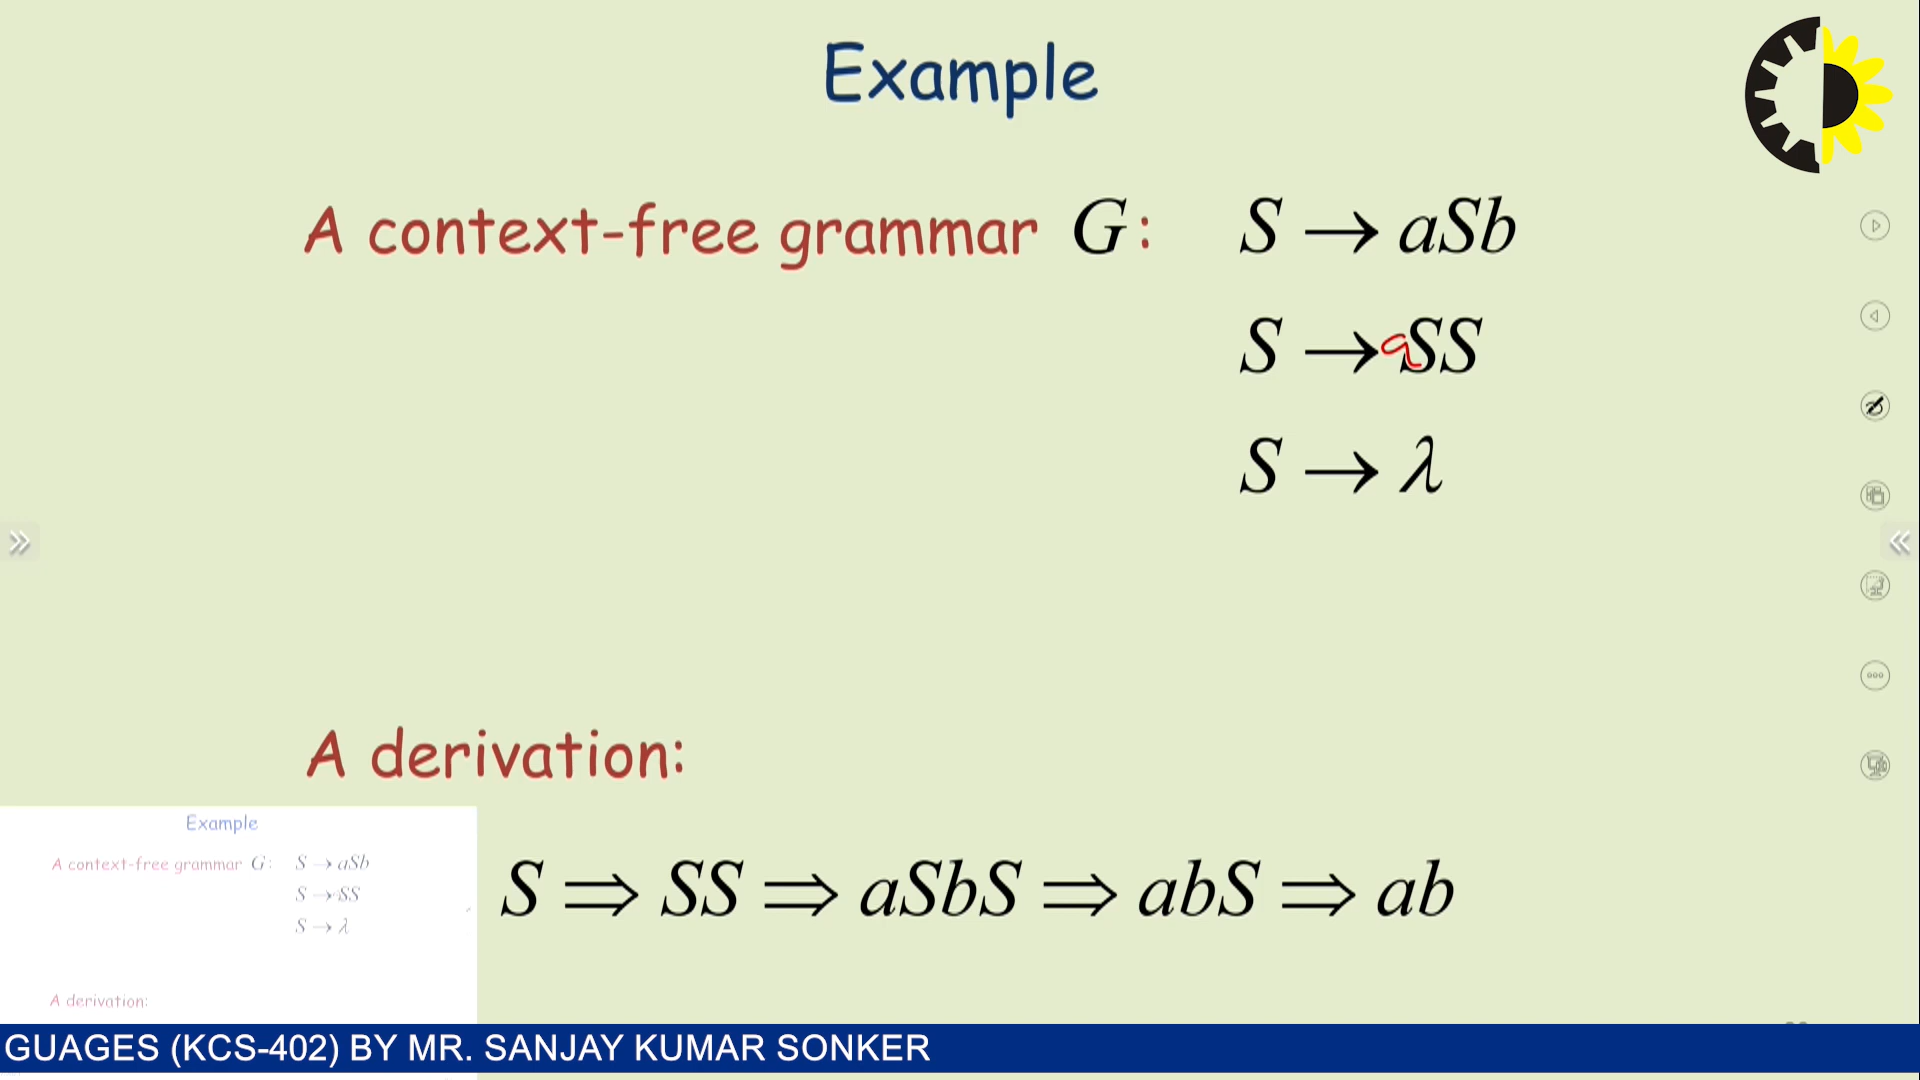 Example
A context-free grammar G: S → aSb
S → aSS
S → λ
A derivation:
S ⇒ SS ⇒ aSbS ⇒ abS ⇒ ab
Example
A context-free grammar G: S → aSb
S → SS
S → λ
A derivation:
GUAGES (KCS-402) BY MR. SANJAY KUMAR SONKER